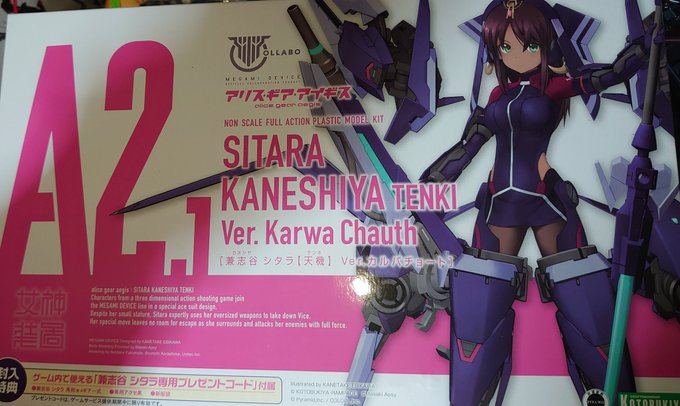 A2.1
COLLABO
MEGAMI DEVICE
アリス・ギア・アイギス
alice gear aegis
NON SCALE FULL ACTION PLASTIC MODEL KIT
SITARA
KANESHIYA TENKI
Ver. Karwa Chauth
[兼志谷 シタラ【天機】 Ver.カルバチョート]
alice gear aegis : SITARA KANESHIYA TENKI
Characters from a three dimensional action shooting game join
the MEGAMI DEVICE line in a special ace suit design.
Despite her small stature, Sitara expertly uses her oversized weapons to take down Vice.
Her special move leaves no room for escape as she surrounds and attacks her enemies with full force.
女神装置
封入特典
ゲーム内で使える「兼志谷 シタラ専用プレゼントコード」付属
KOTOBUKIYA